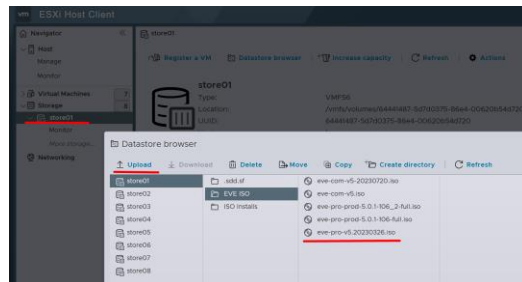 vm ESXi Host Client
Navigator
store01
Host
Manage
Monitor
Register a VM
Datastore browser
Increase capacity
Refresh
Actions
Virtual Machines
7
Storage
8
store01
Monitor
More storage...
Networking
store01
Type: VMFS6
Location:
UUID:
Datastore browser
Upload
Download
Delete
Move
Copy
Create directory
Refresh
store01
store02
store03
store04
store05
store06
store07
store08
.sdd.sf
EVE ISO
ISO Installs
eve-com-v5-20230720.iso
eve-com-v5.iso
eve-pro-prod-5.0.1-106_2-full.iso
eve-pro-prod-5.0.1-106-full.iso
eve-pro-v5.20230326.iso